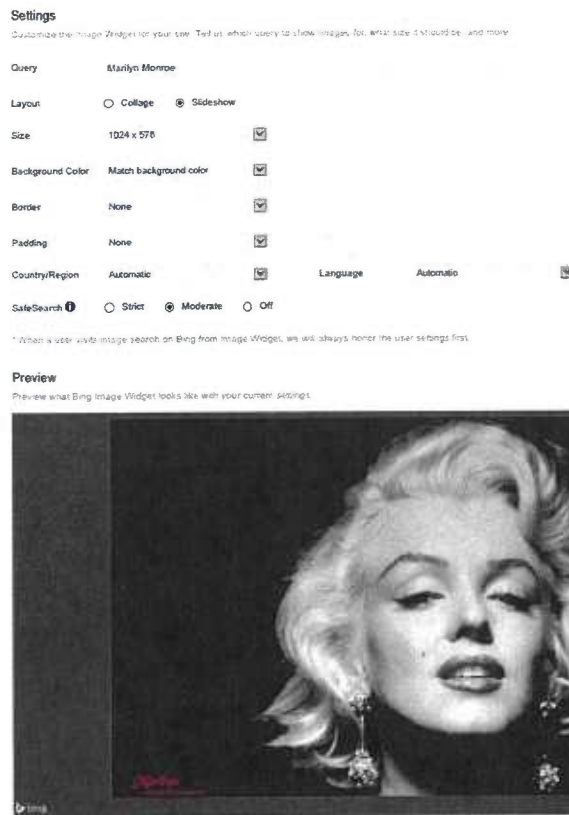 Settings
Customize the Image Widget for your site. Tell us which query to show images for, what size it should be, and more.
Query Marilyn Monroe
Layout Collage Slideshow
Size 1024 x 576
Background Color Match background color
Border None
Padding None
Country/Region Automatic Language Automatic
SafeSearch Strict Moderate Off
* When a user visits image search on Bing from Image Widget, we will always honor the user settings first.
Preview
Preview what Bing Image Widget looks like with your current settings.